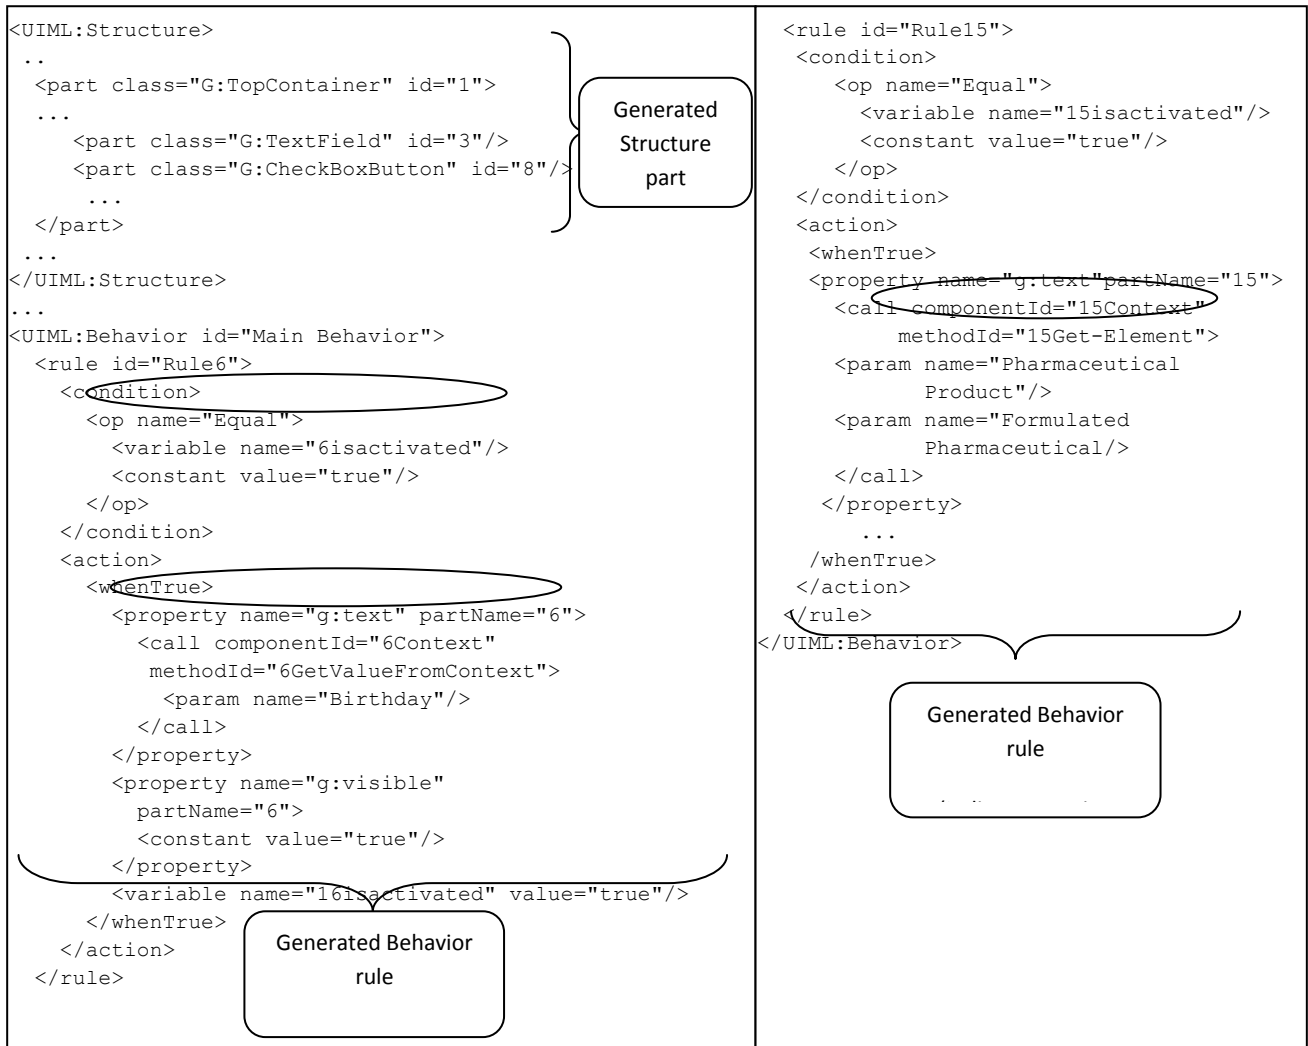 <UIML:Structure>
..
<part class="G:TopContainer" id="1">
...
<part class="G:TextField" id="3"/>
<part class="G:CheckBoxButton" id="8"/>
...
</part>
...
</UIML:Structure>
...
<UIML:Behavior id="Main Behavior">
<rule id="Rule6">
<condition>
<op name="Equal">
<variable name="6isactivated"/>
<constant value="true"/>
</op>
</condition>
<action>
<whenTrue>
<property name="g:text" partName="6">
<call componentId="6Context"
methodId="6GetValueFromContext">
<param name="Birthday"/>
</call>
</property>
<property name="g:visible"
partName="6">
<constant value="true"/>
</property>
<variable name="16isactivated" value="true"/>
</whenTrue>
</action>
</rule>
Generated
Structure
part
Generated Behavior
rule
<rule id="Rule15">
<condition>
<op name="Equal">
<variable name="15isactivated"/>
<constant value="true"/>
</op>
</condition>
<action>
<whenTrue>
<property name="g:text"partName="15">
<call componentId="15Context"
methodId="15Get-Element">
<param name="Pharmaceutical
Product"/>
<param name="Formulated
Pharmaceutical/>
</call>
</property>
...
/whenTrue>
</action>
</rule>
</UIML:Behavior>
Generated Behavior
rule